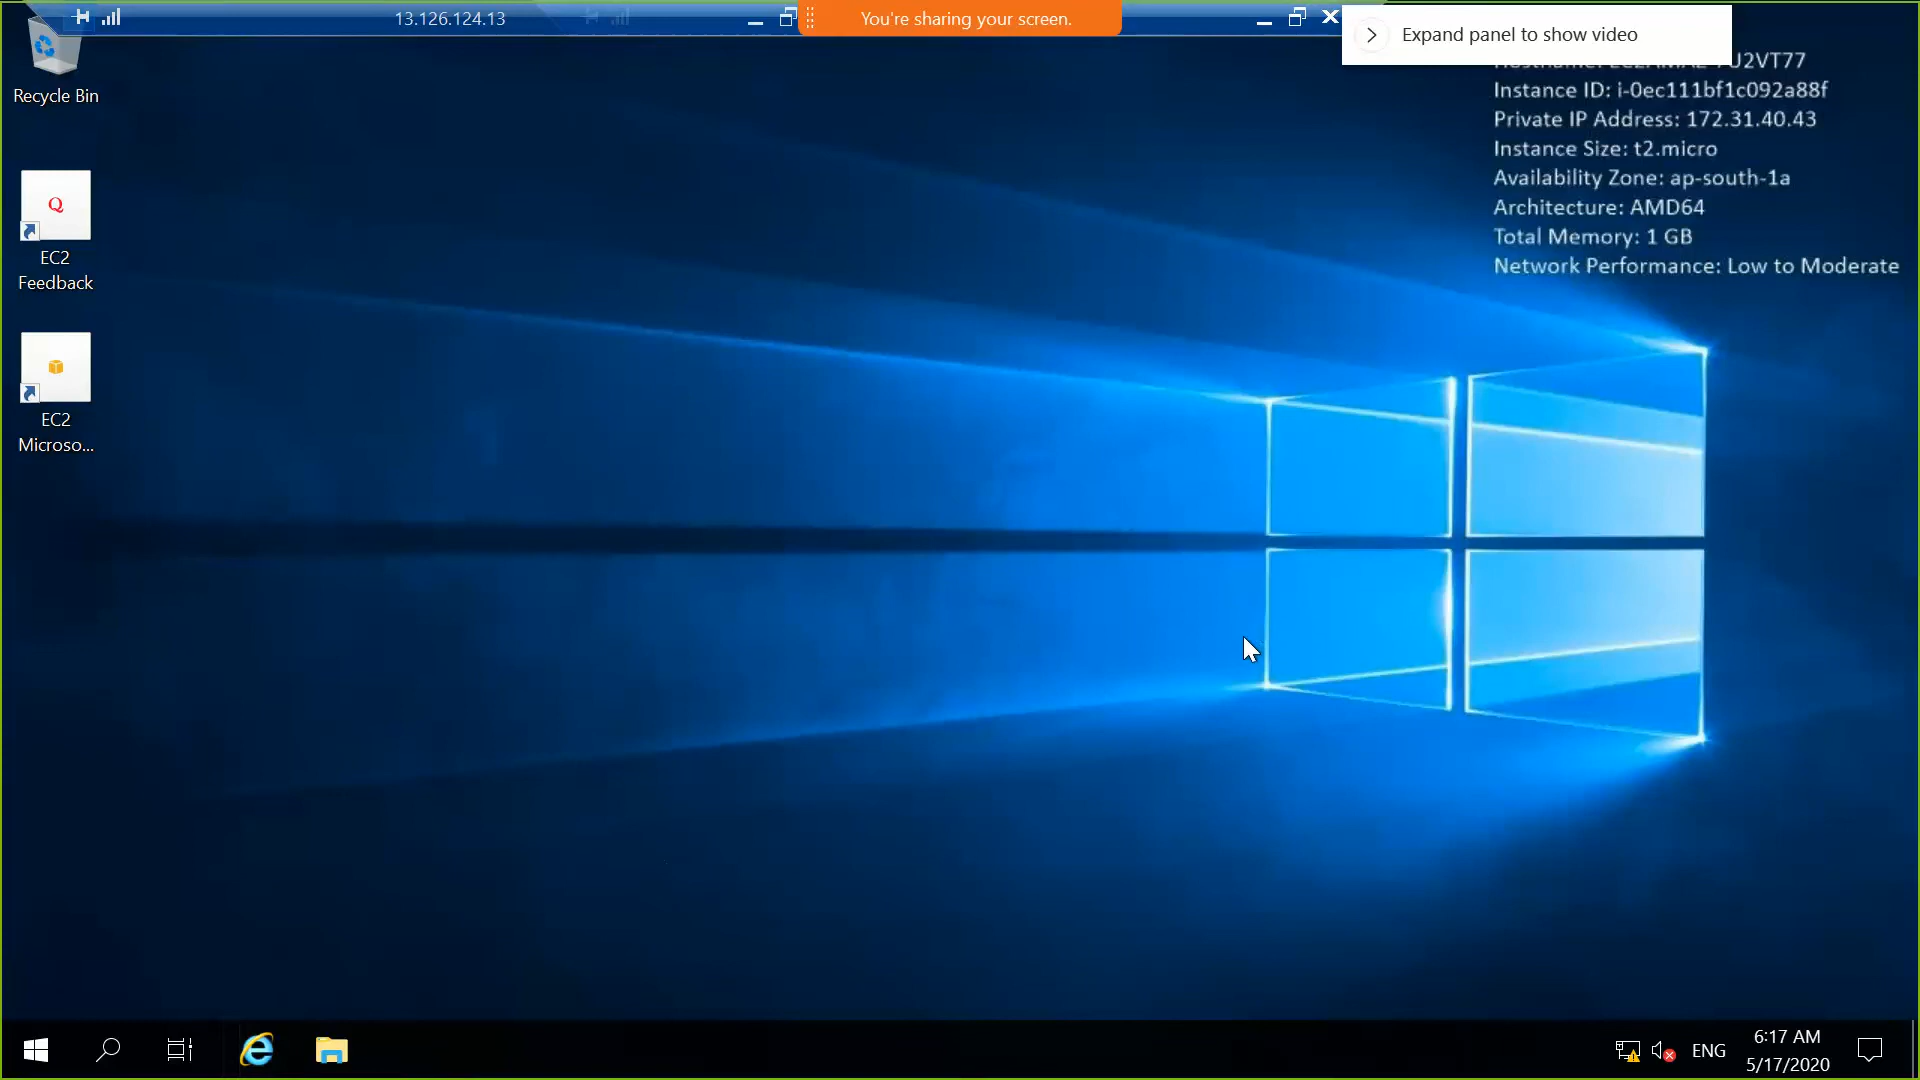 13.126.124.13
You're sharing your screen.
Expand panel to show video
Recycle Bin
U2VT77
Instance ID: i-0ec111bf1c092a88f
Private IP Address: 172.31.40.43
Instance Size: t2.micro
Availability Zone: ap-south-1a
Architecture: AMD64
Total Memory: 1 GB
Network Performance: Low to Moderate
Q
EC2
Feedback
EC2
Microso...
ENG
6:17 AM
5/17/2020